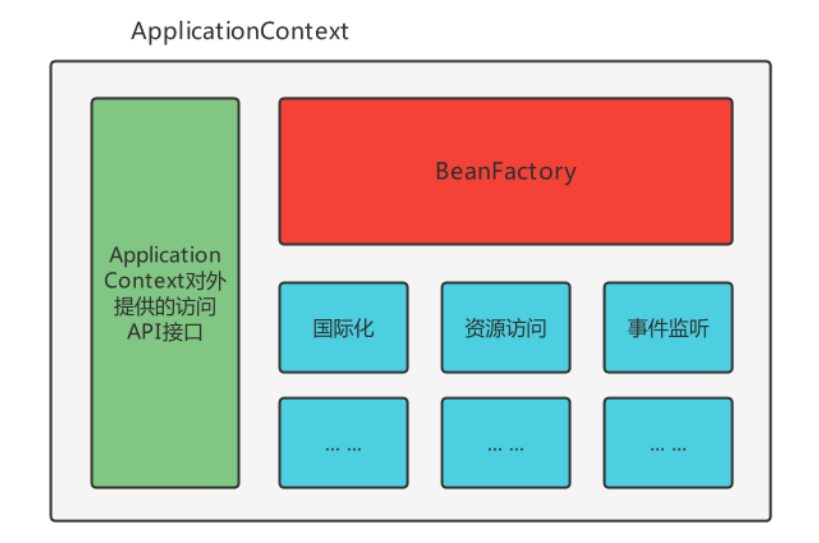 ApplicationContext
Application
Context对外
提供的访问
API接口
BeanFactory
国际化
资源访问
事件监听
... ...
... ...
... ...